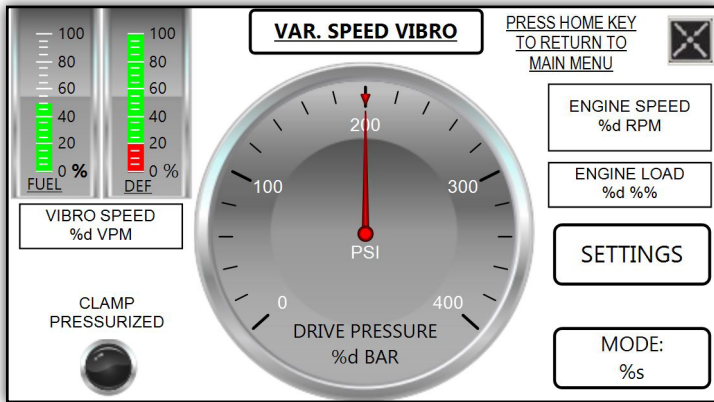 100
80
60
40
20
0 %
FUEL
100
80
60
40
20
0 %
DEF
VIBRO SPEED
%d VPM
CLAMP
PRESSURIZED
VAR. SPEED VIBRO
0
100
200
300
400
PSI
DRIVE PRESSURE
%d BAR
PRESS HOME KEY
TO RETURN TO
MAIN MENU
ENGINE SPEED
%d RPM
ENGINE LOAD
%d %%
SETTINGS
MODE:
%s